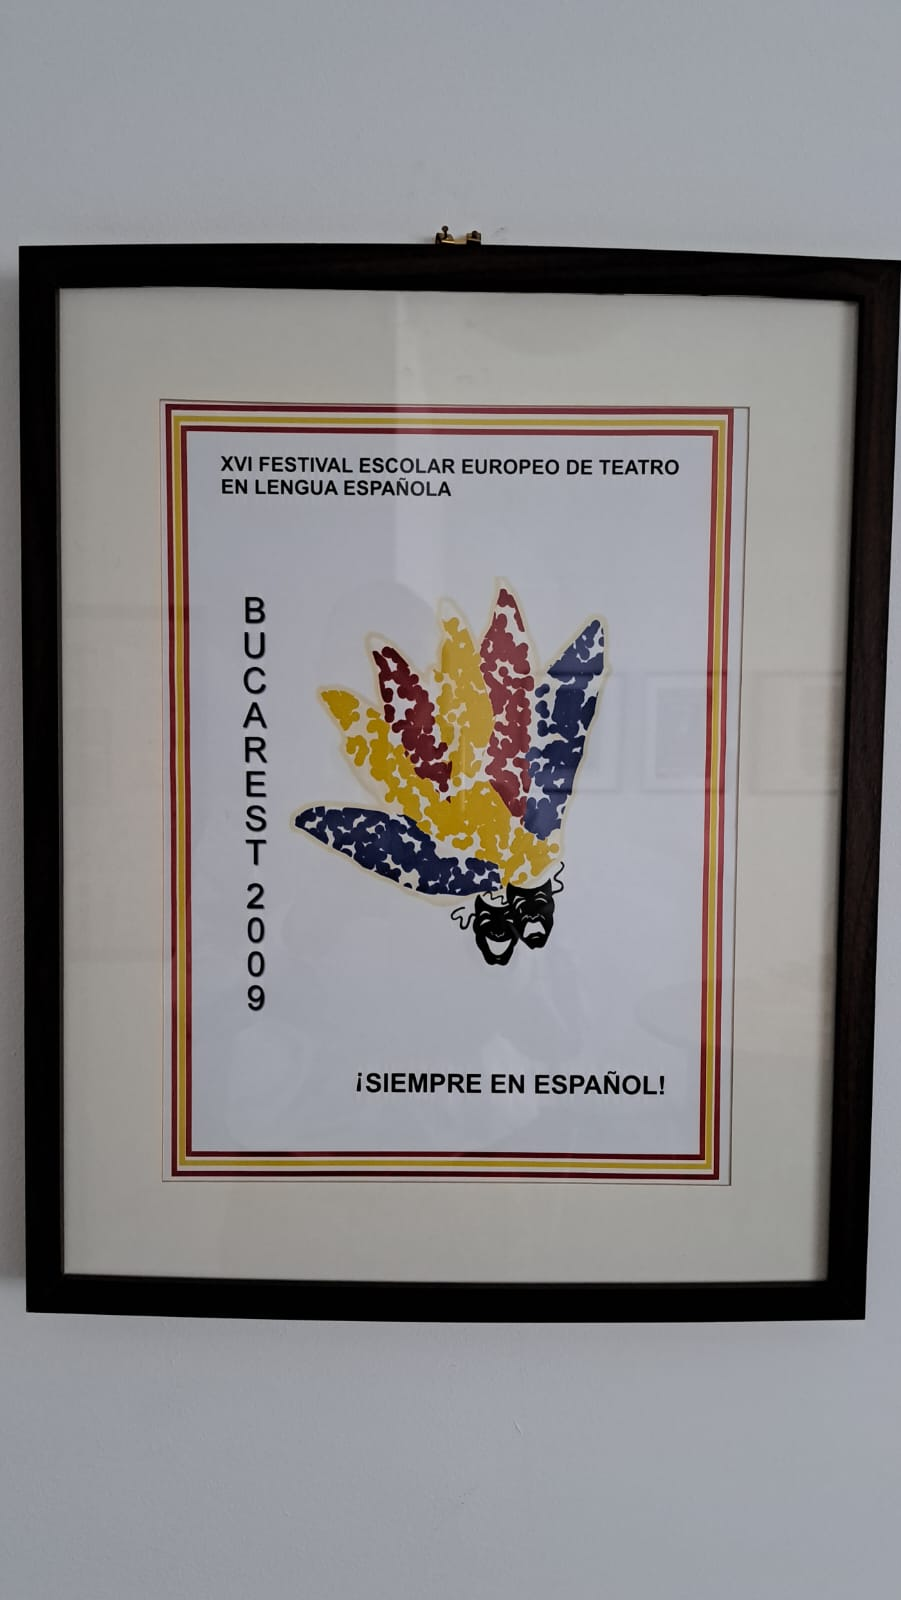 XVI FESTIVAL ESCOLAR EUROPEO DE TEATRO
EN LENGUA ESPAÑOLA
BUCAREST 2009
¡SIEMPRE EN ESPAÑOL!